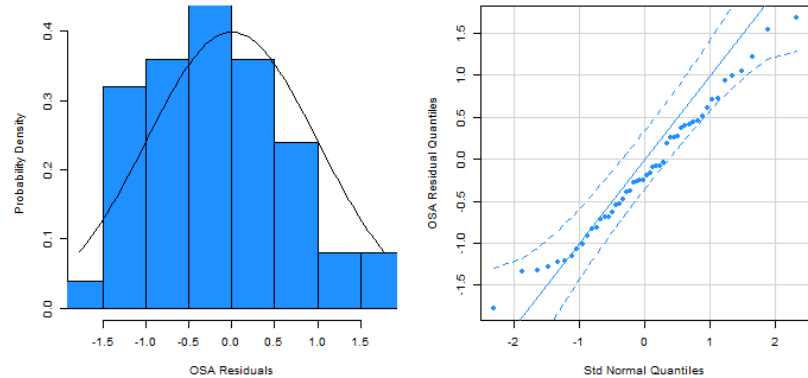 Probability Density
0.4
0.3
0.2
0.1
0.0
-1.5 -1.0 -0.5 0.0 0.5 1.0 1.5
OSA Residuals
OSA Residual Quantiles
1.5
1.0
0.5
0.0
-0.5
-1.0
-1.5
-2 -1 0 1 2
Std Normal Quantiles